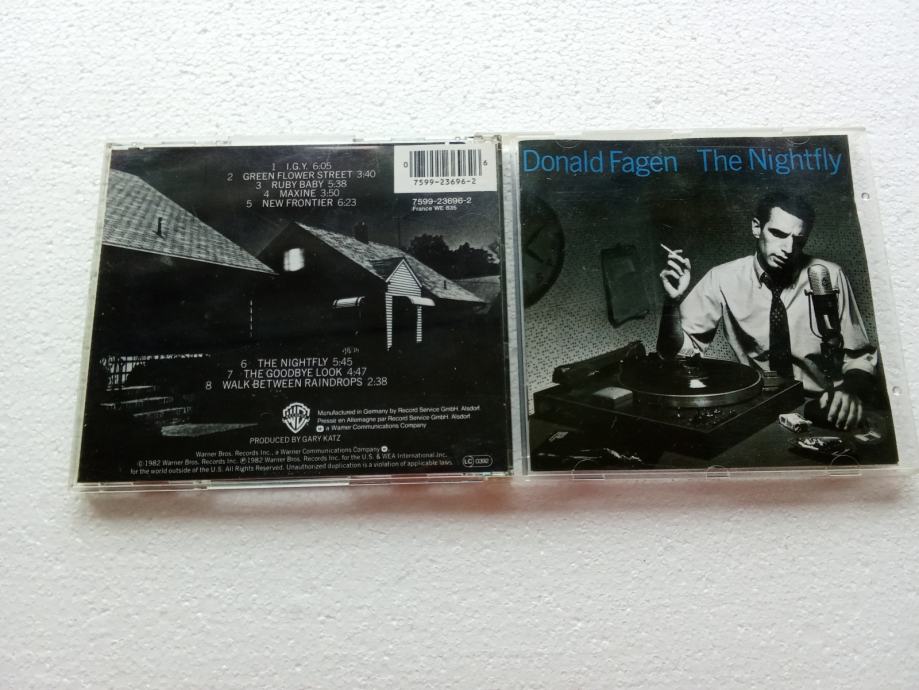 1 I.G.Y. 6:05
2 GREEN FLOWER STREET 3:40
3 RUBY BABY 5:38
4 MAXINE 3:50
5 NEW FRONTIER 6:23
0 6
7599-23696-2
7599-23696-2
France WE 835
6 THE NIGHTFLY 5:45
7 THE GOODBYE LOOK 4:47
8 WALK BETWEEN RAINDROPS 2:38
Manufactured in Germany by Record Service GmbH, Alsdorf.
Pressé en Allemagne par Record Service GmbH, Alsdorf.
a Warner Communications Company
PRODUCED BY GARY KATZ
Warner Bros. Records Inc., a Warner Communications Company
©1982 Warner Bros. Records Inc. ℗1982 Warner Bros. Records Inc. for the U.S. & WEA International Inc.
for the world outside of the U.S. All Rights Reserved. Unauthorized duplication is a violation of applicable laws.
LC 0392
Donald Fagen The Nightfly